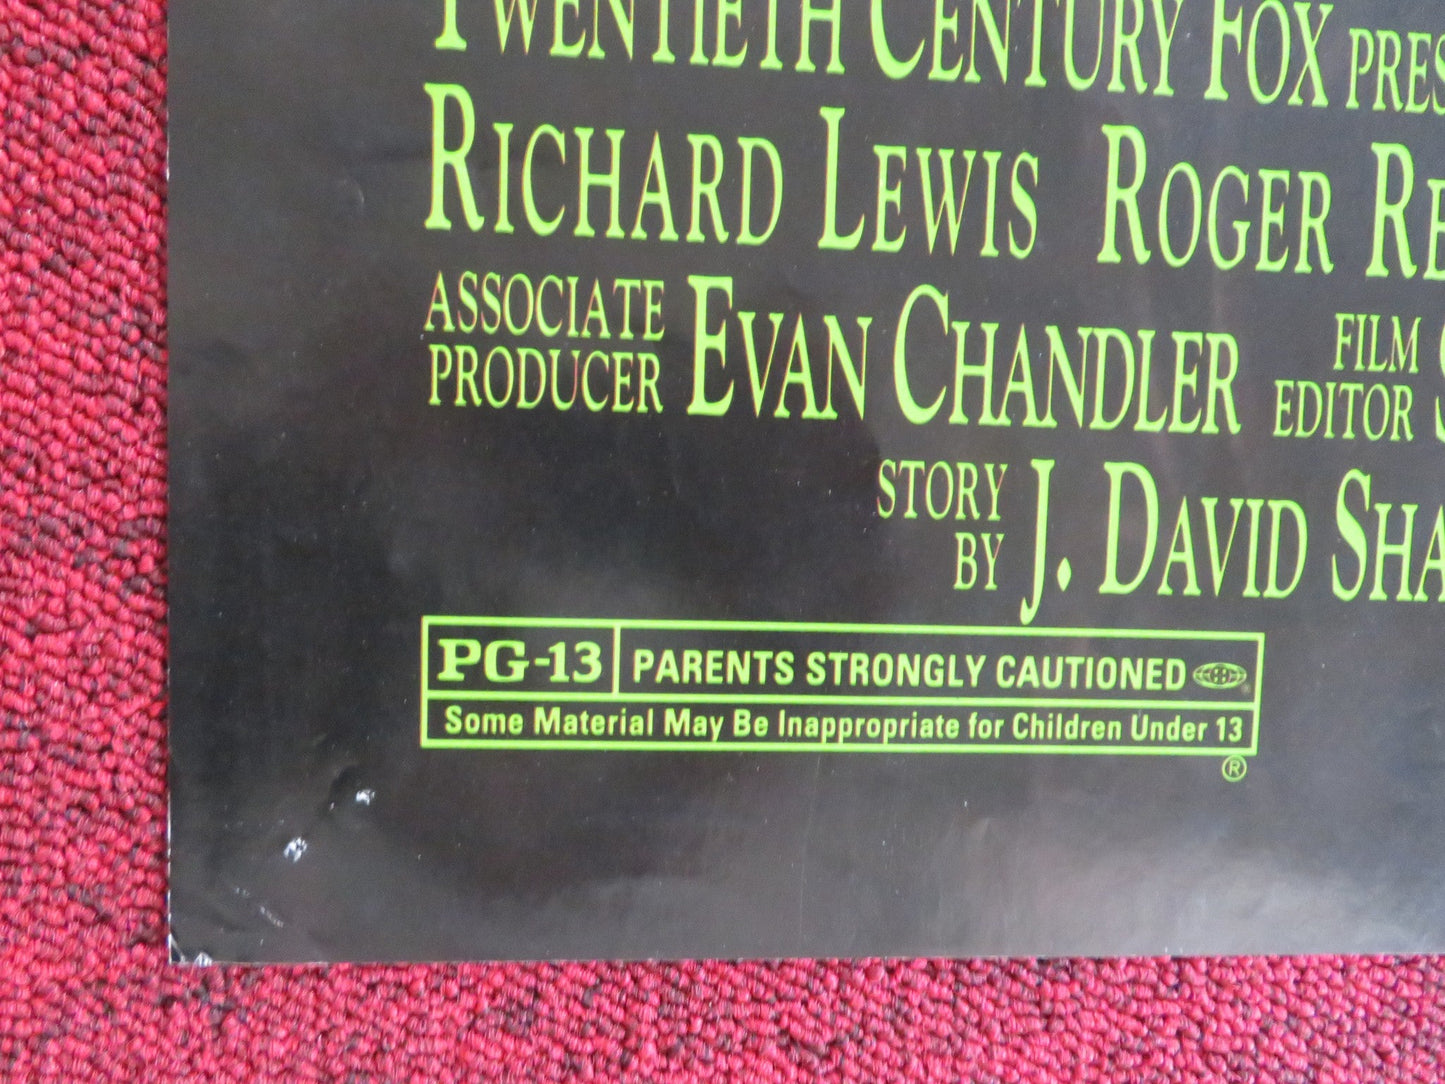 TWENTIETH CENTURY FOX PRES
RICHARD LEWIS ROGER RE
ASSOCIATE PRODUCER EVAN CHANDLER FILM EDITOR
STORY BY J. DAVID SHA
PG-13 PARENTS STRONGLY CAUTIONED
Some Material May Be Inappropriate for Children Under 13
®